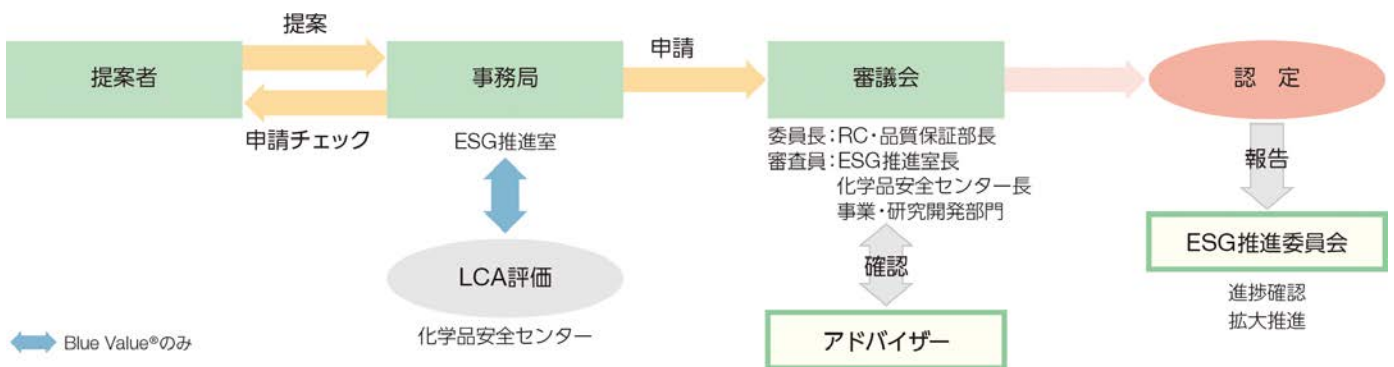 提案
提案者
申請チェック
事務局
ESG推進室
LCA評価
化学品安全センター
Blue Value®のみ
申請
審議会
委員長：RC・品質保証部長
審査員：ESG推進室長
化学品安全センター長
事業・研究開発部門
確認
アドバイザー
認 定
報告
ESG推進委員会
進捗確認
拡大推進